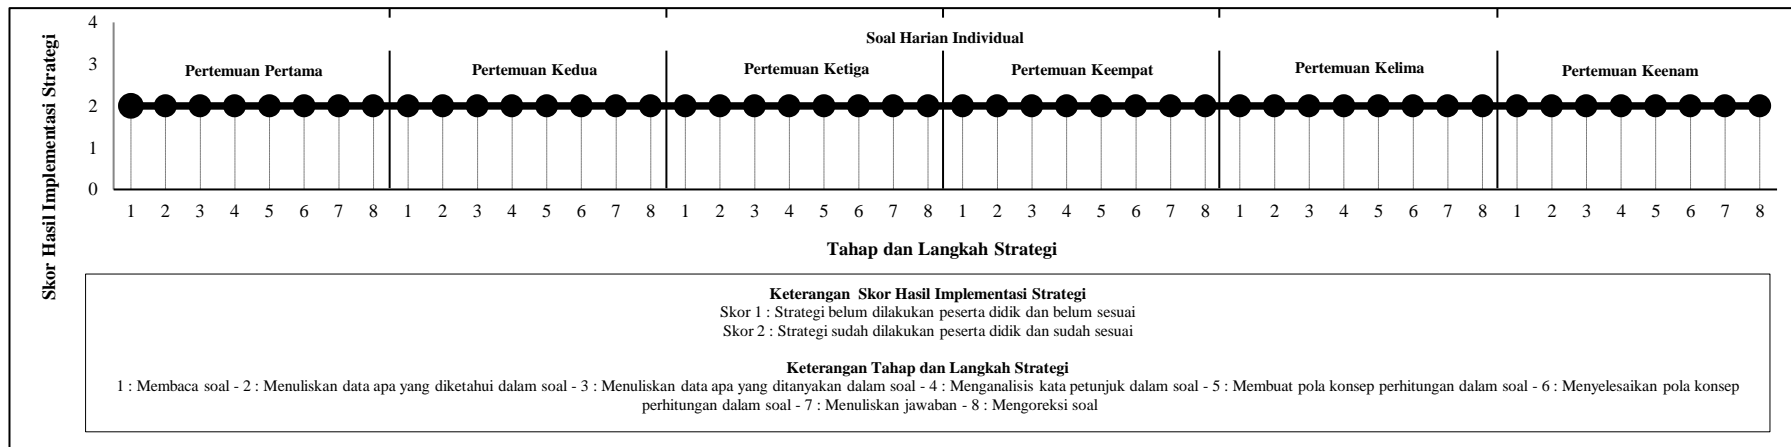 Soal Harian Individual
Pertemuan Pertama
Pertemuan Kedua
Pertemuan Ketiga
Pertemuan Keempat
Pertemuan Kelima
Pertemuan Keenam
Skor Hasil Implementasi Strategi
4
3
2
1
0
1 2 3 4 5 6 7 8 1 2 3 4 5 6 7 8 1 2 3 4 5 6 7 8 1 2 3 4 5 6 7 8 1 2 3 4 5 6 7 8 1 2 3 4 5 6 7 8
Tahap dan Langkah Strategi
Keterangan Skor Hasil Implementasi Strategi
Skor 1 : Strategi belum dilakukan peserta didik dan belum sesuai
Skor 2 : Strategi sudah dilakukan peserta didik dan sudah sesuai
Keterangan Tahap dan Langkah Strategi
1 : Membaca soal - 2 : Menuliskan data apa yang diketahui dalam soal - 3 : Menuliskan data apa yang ditanyakan dalam soal - 4 : Menganalisis kata petunjuk dalam soal - 5 : Membuat pola konsep perhitungan dalam soal - 6 : Menyelesaikan pola konsep
perhitungan dalam soal - 7 : Menuliskan jawaban - 8 : Mengoreksi soal